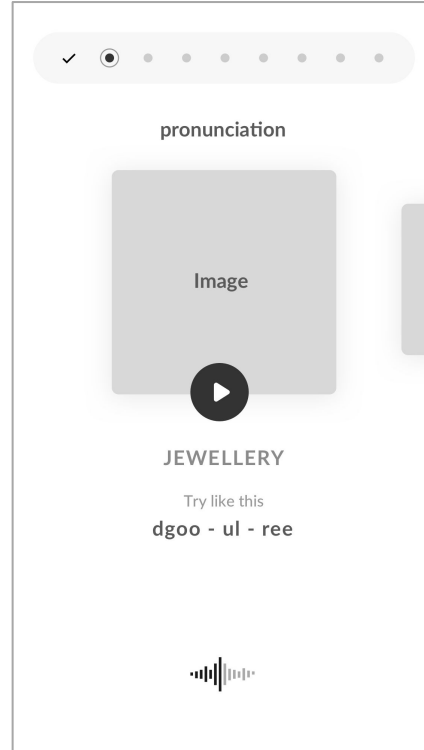 pronunciation
Image
JEWELLERY
Try like this
dgoo - ul - ree